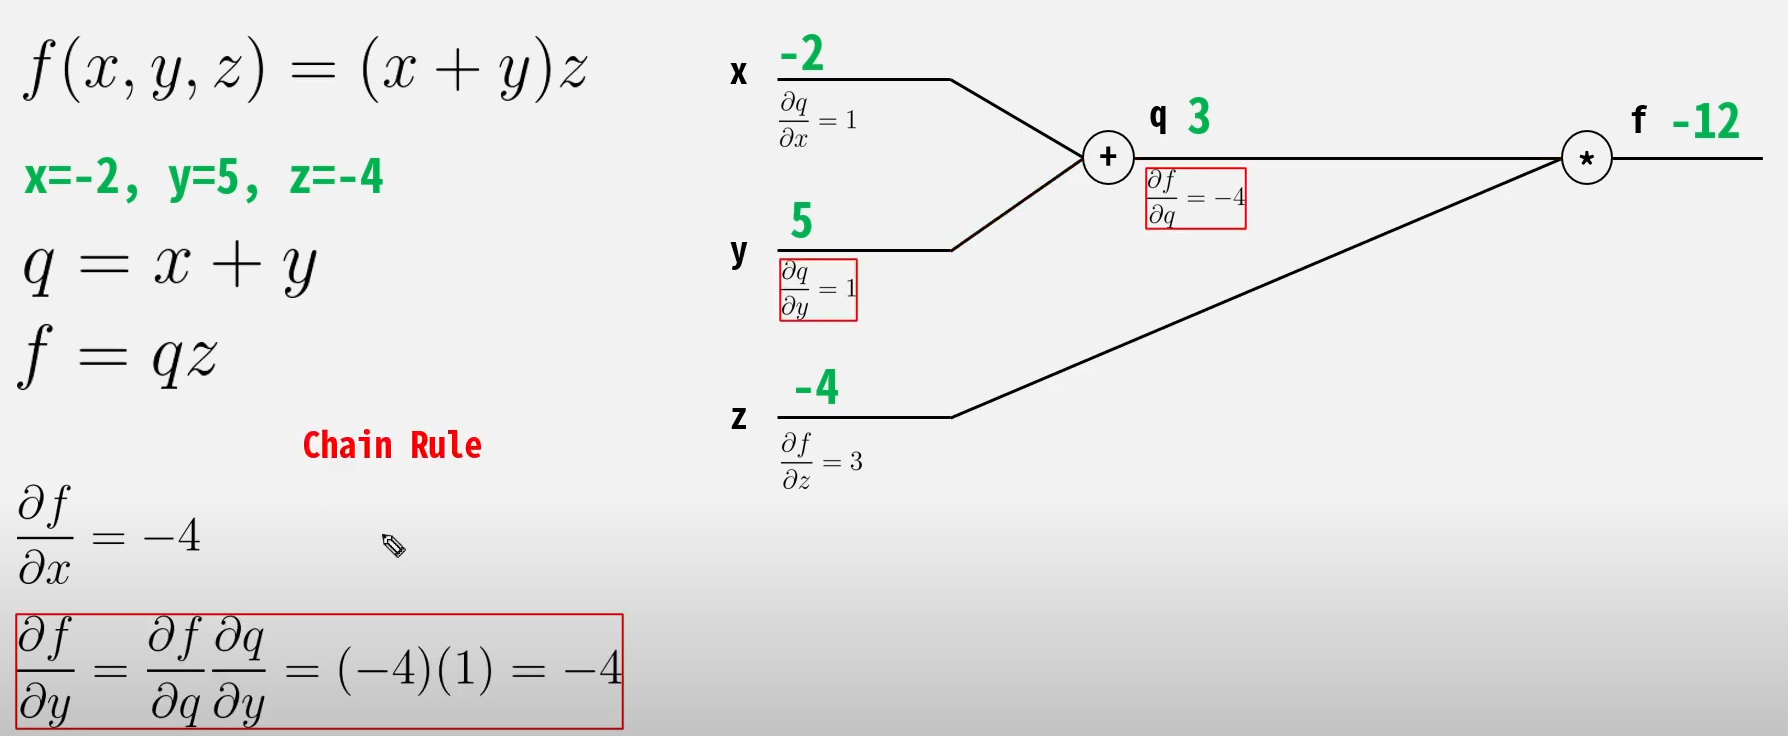 f(x, y, z) = (x + y)z
x=-2, y=5, z=-4
q = x + y
f = qz
Chain Rule
∂f/∂x = −4
∂f/∂y = ∂f/∂q ∂q/∂y = (−4)(1) = −4
x -2
∂q/∂x = 1
y 5
∂q/∂y = 1
z -4
∂f/∂z = 3
+
q 3
∂f/∂q = −4
*
f -12